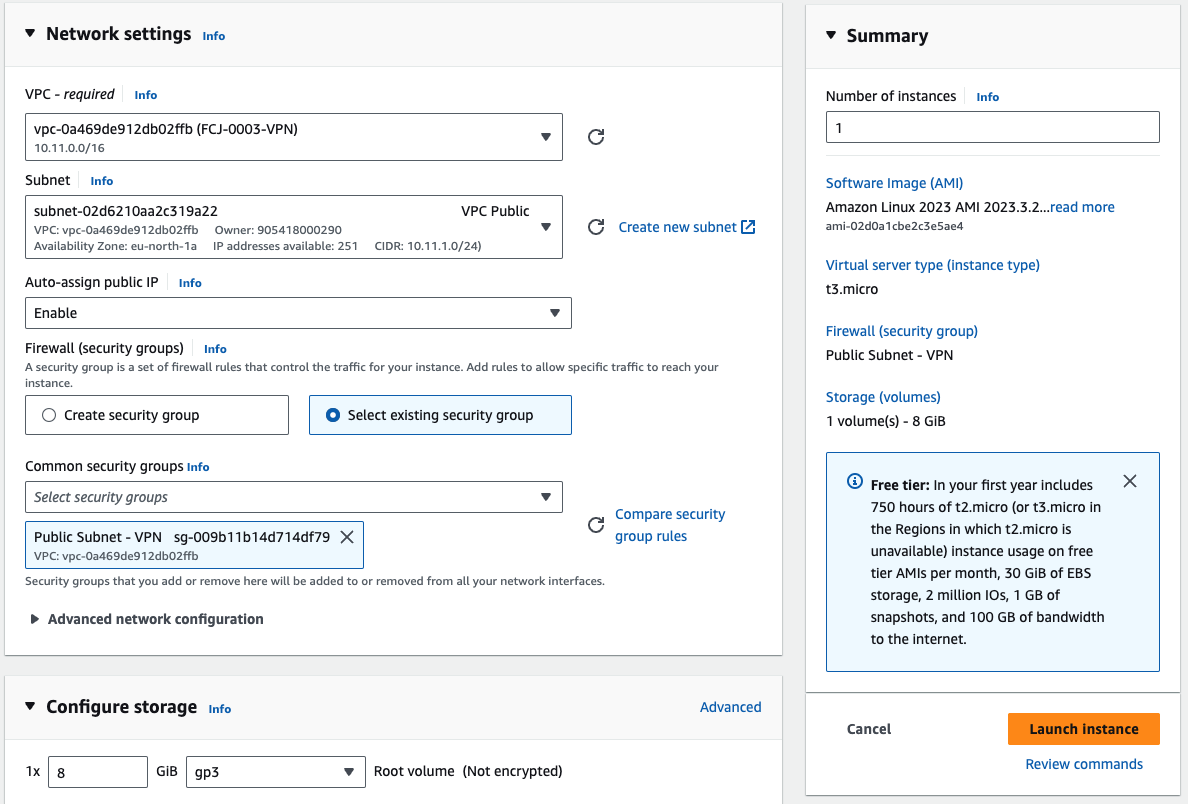 Network settings Info
VPC - required Info
vpc-0a469de912db02ffb (FCJ-0003-VPN)
10.11.0.0/16
Subnet Info
subnet-02d6210aa2c319a22 VPC Public
VPC: vpc-0a469de912db02ffb Owner: 905418000290
Availability Zone: eu-north-1a IP addresses available: 251 CIDR: 10.11.1.0/24)
Create new subnet
Auto-assign public IP Info
Enable
Firewall (security groups) Info
A security group is a set of firewall rules that control the traffic for your instance. Add rules to allow specific traffic to reach your
instance.
Create security group
Select existing security group
Common security groups Info
Select security groups
Public Subnet - VPN sg-009b11b14d714df79
VPC: vpc-0a469de912db02ffb
Compare security
group rules
Security groups that you add or remove here will be added to or removed from all your network interfaces.
Advanced network configuration
Configure storage Info
Advanced
1x 8 GiB gp3 Root volume (Not encrypted)
Summary
Number of instances Info
1
Software Image (AMI)
Amazon Linux 2023 AMI 2023.3.2...read more
ami-02d0a1cbe2c3e5ae4
Virtual server type (instance type)
t3.micro
Firewall (security group)
Public Subnet - VPN
Storage (volumes)
1 volume(s) - 8 GiB
Free tier: In your first year includes
750 hours of t2.micro (or t3.micro in
the Regions in which t2.micro is
unavailable) instance usage on free
tier AMIs per month, 30 GiB of EBS
storage, 2 million IOs, 1 GB of
snapshots, and 100 GB of bandwidth
to the internet.
Cancel
Launch instance
Review commands